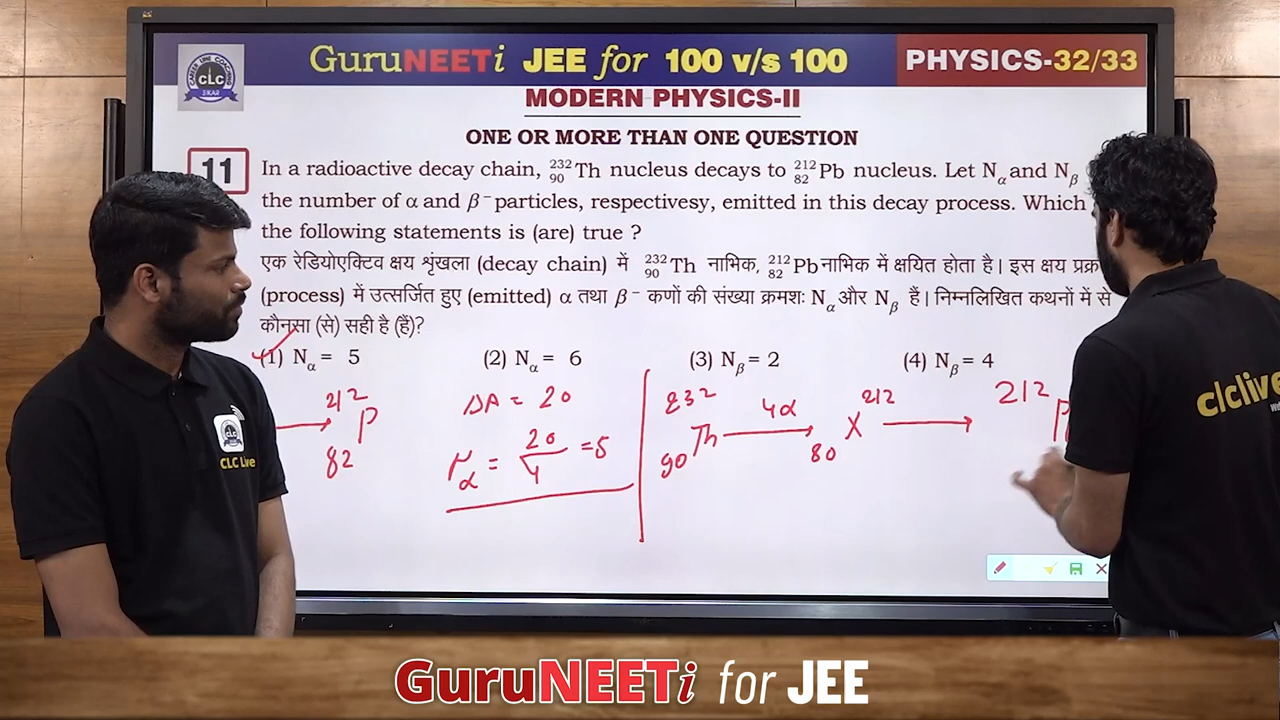 GuruNEETi JEE for 100 v/s 100
PHYSICS-32/33
CLC
SIKAR
MODERN PHYSICS-II
ONE OR MORE THAN ONE QUESTION
11
In a radioactive decay chain, ²³²₉₀Th nucleus decays to ²¹²₈₂Pb nucleus. Let Nα and Nβ
the number of α and β⁻ particles, respectivesy, emitted in this decay process. Which
the following statements is (are) true ?
एक रेडियोएक्टिव क्षय शृंखला (decay chain) में ²³²₉₀Th नाभिक, ²¹²₈₂Pb नाभिक में क्षयित होता है। इस क्षय प्रक्र
(process) में उत्सर्जित हुए (emitted) α तथा β⁻ कणों की संख्या क्रमशः Nα और Nβ हैं। निम्नलिखित कथनों में से
कौनसा (से) सही है (हैं)?
(1) Nα = 5 (2) Nα = 6 (3) Nβ = 2 (4) Nβ = 4
212
P
82
ΔA = 20
α = 20/4 = 5
232
90 Th 4α
212
80 X
212 P
CLC
CLC Live
clclive
GuruNEETi for JEE